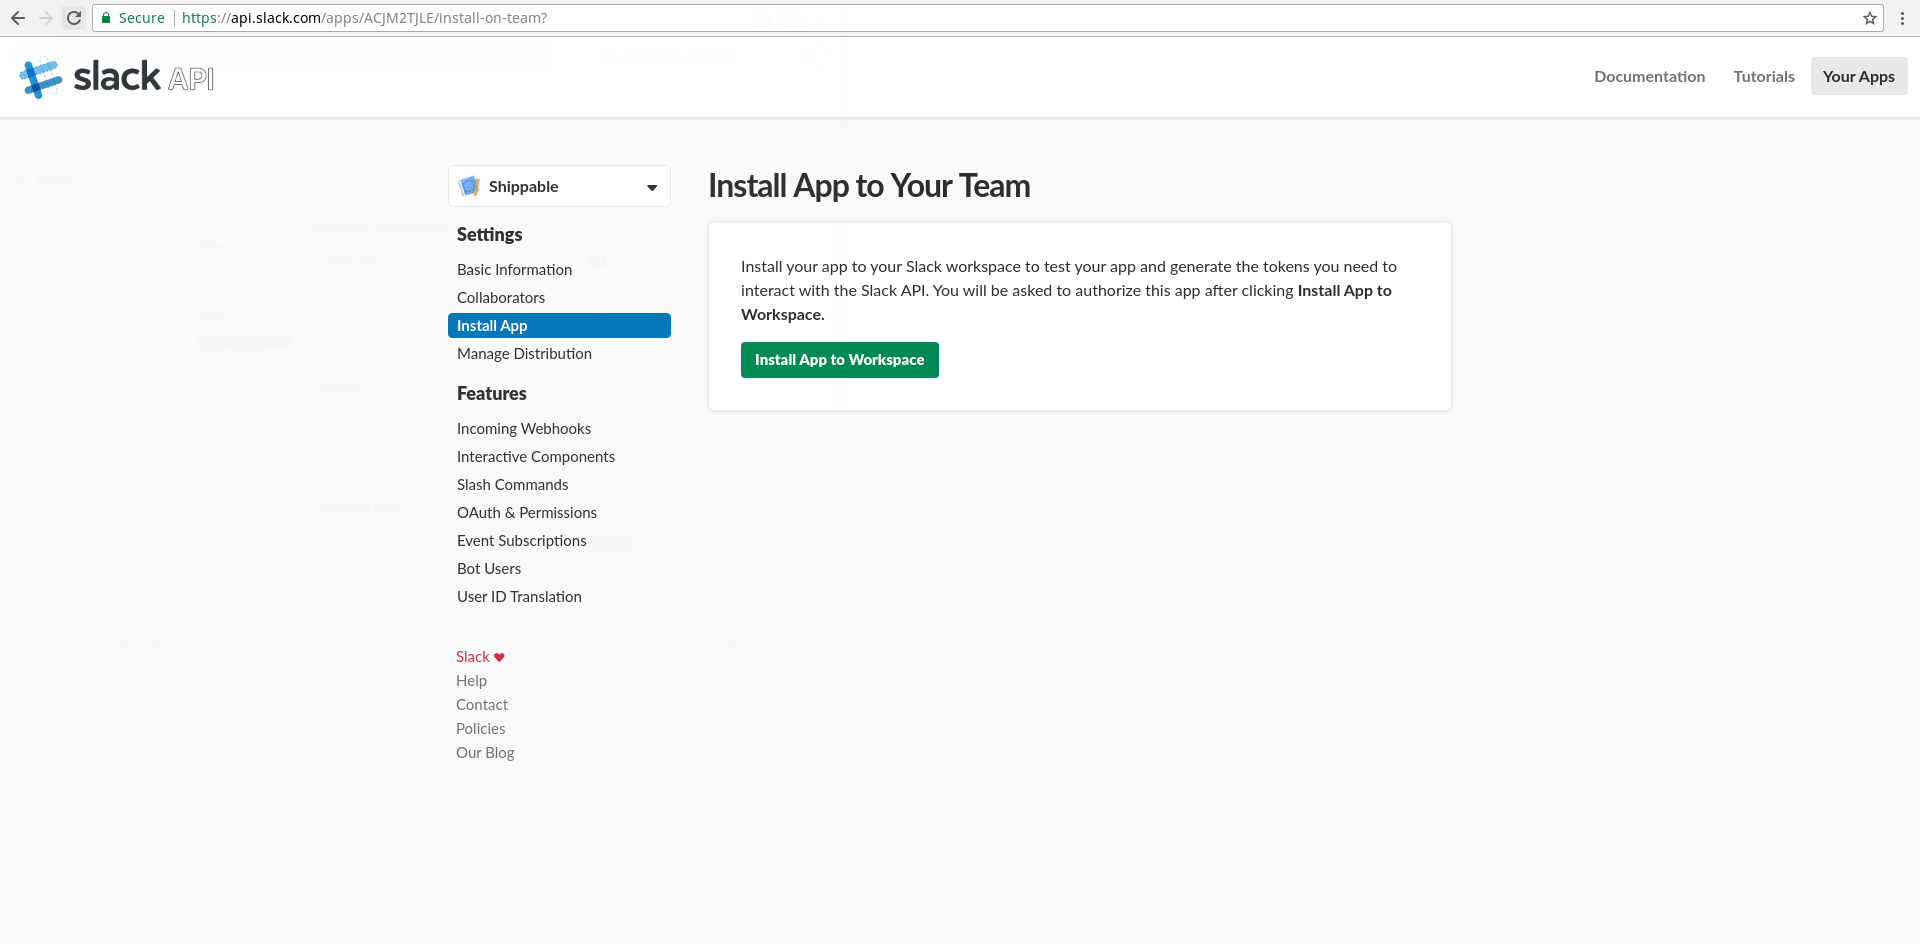 Secure https://api.slack.com/apps/ACJM2TJLE/install-on-team?
slack API
Documentation
Tutorials
Your Apps
Shippable
Settings
Basic Information
Collaborators
Install App
Manage Distribution
Features
Incoming Webhooks
Interactive Components
Slash Commands
OAuth & Permissions
Event Subscriptions
Bot Users
User ID Translation
Slack ♥
Help
Contact
Policies
Our Blog
Install App to Your Team
Install your app to your Slack workspace to test your app and generate the tokens you need to
interact with the Slack API. You will be asked to authorize this app after clicking Install App to
Workspace.
Install App to Workspace